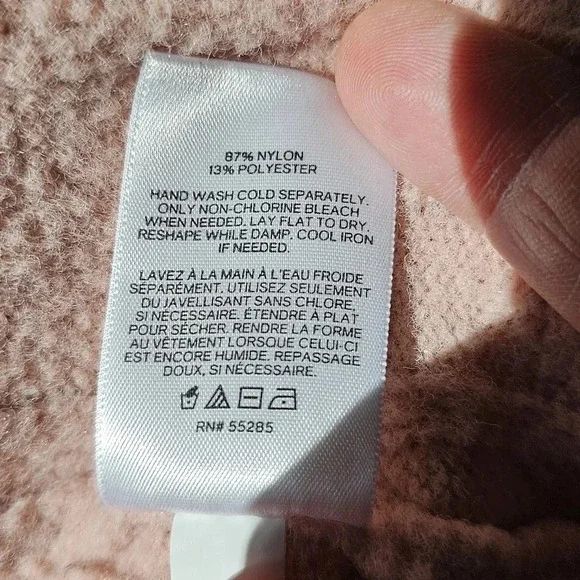 87% NYLON
13% POLYESTER
HAND WASH COLD SEPARATELY.
ONLY NON-CHLORINE BLEACH
WHEN NEEDED. LAY FLAT TO DRY.
RESHAPE WHILE DAMP. COOL IRON
IF NEEDED.
LAVEZ À LA MAIN À L'EAU FROIDE
SÉPARÉMENT. UTILISEZ SEULEMENT
DU JAVELLISANT SANS CHLORE,
SI NÉCESSAIRE. ÉTENDRE À PLAT
POUR SÉCHER. RENDRE LA FORME
AU VÊTEMENT LORSQUE CELUI-CI
EST ENCORE HUMIDE. REPASSAGE
DOUX, SI NÉCESSAIRE.
RN# 55285